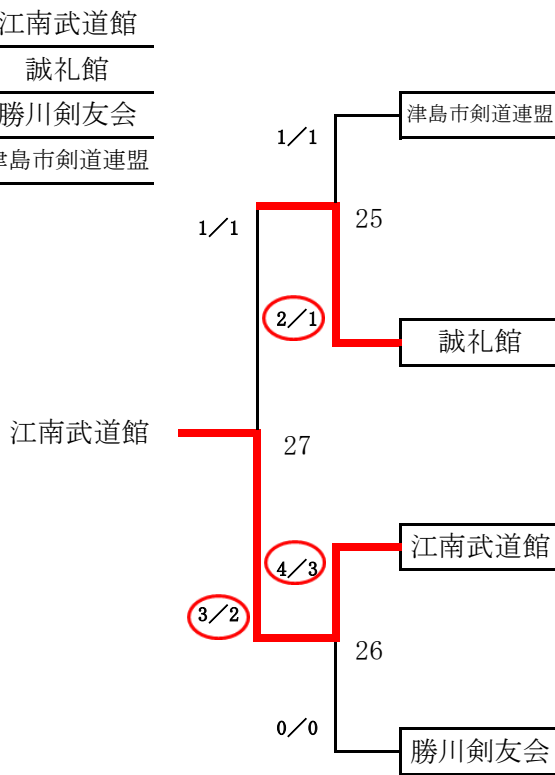 江南武道館
誠礼館
勝川剣友会
津島市剣道連盟
津島市剣道連盟
1/1
25
1/1
2/1
誠礼館
江南武道館
27
江南武道館
4/3
3/2
26
0/0
勝川剣友会